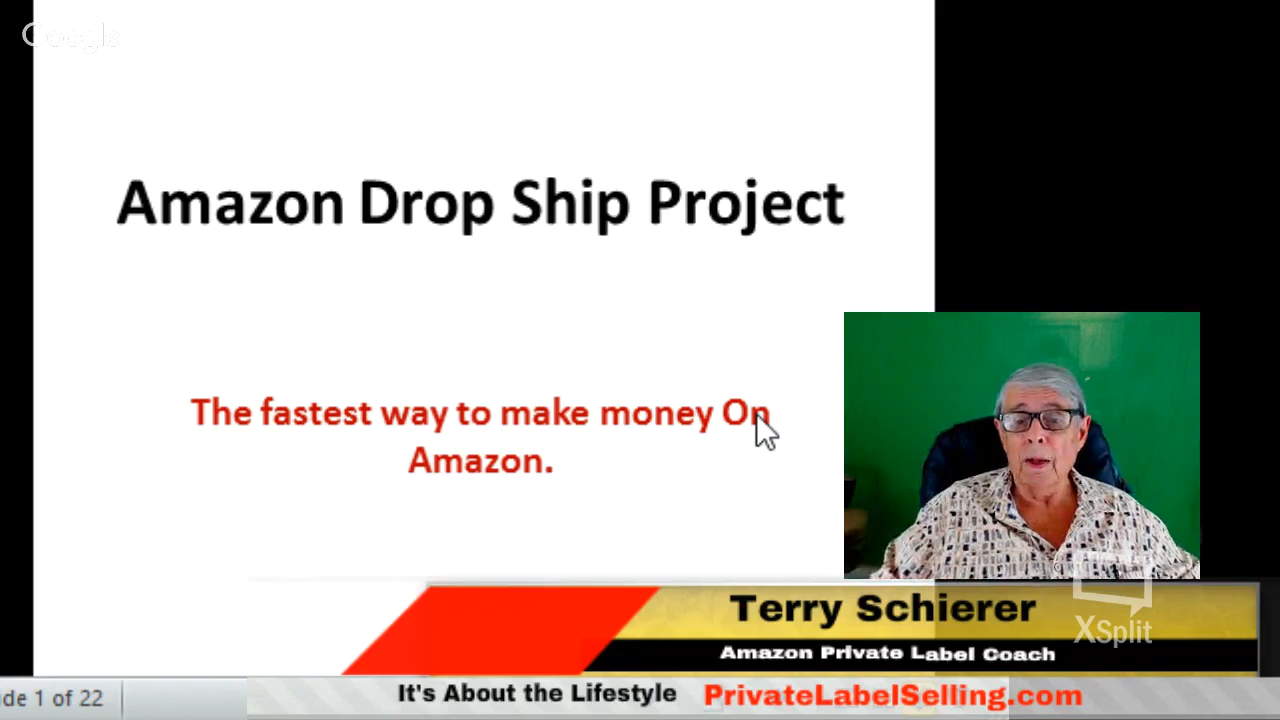 Google
Amazon Drop Ship Project
The fastest way to make money On
Amazon.
Terry Schierer
XSplit
Amazon Private Label Coach
de 1 of 22
It's About the Lifestyle PrivateLabelSelling.com